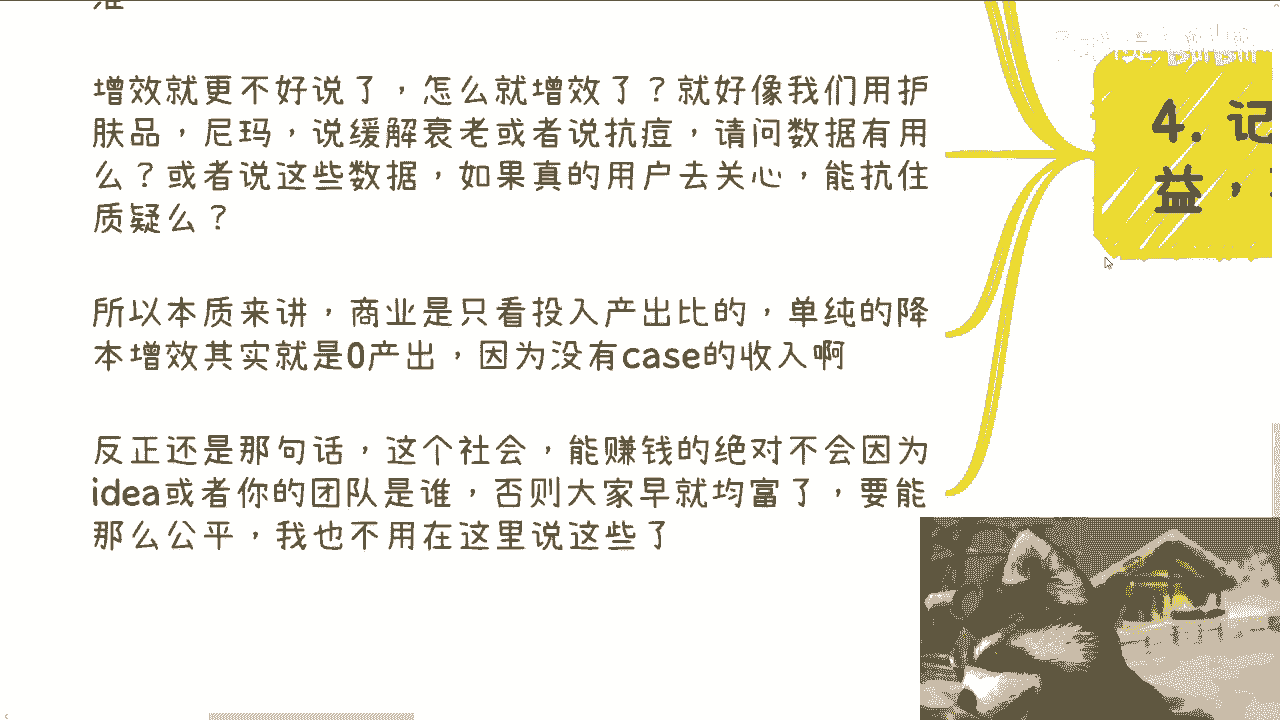 增效就更不好说了，怎么就增效了？就好像我们用护
肤品，尼玛，说缓解衰老或者说抗痘，请问数据有用
么？或者说这些数据，如果真的用户去关心，能抗住
质疑么？
所以本质来讲，商业是只看投入产出比的，单纯的降
本增效其实就是0产出，因为没有case的收入啊
反正还是那句话，这个社会，能赚钱的绝对不会因为
idea或者你的团队是谁，否则大家早就均富了，要能
那么公平，我也不用在这里说这些了
4. 记
益，